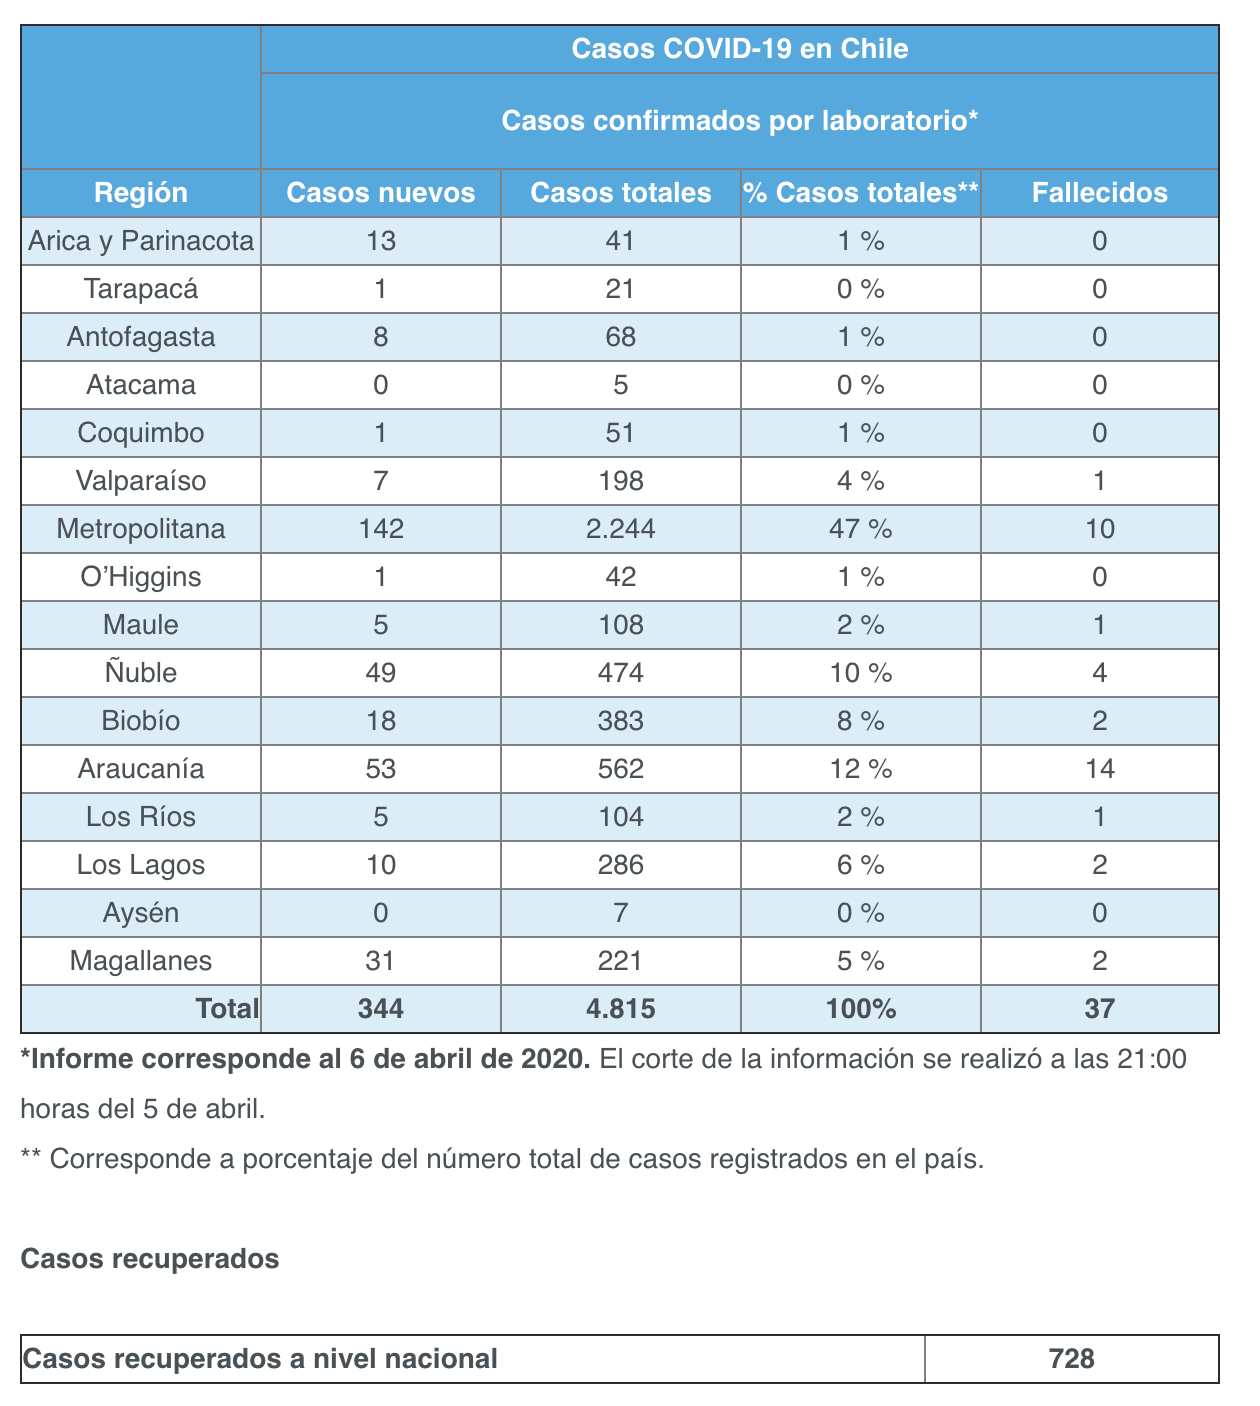 Casos COVID-19 en Chile
Casos confirmados por laboratorio*
Región Casos nuevos Casos totales % Casos totales** Fallecidos
Arica y Parinacota 13 41 1 % 0
Tarapacá 1 21 0 % 0
Antofagasta 8 68 1 % 0
Atacama 0 5 0 % 0
Coquimbo 1 51 1 % 0
Valparaíso 7 198 4 % 1
Metropolitana 142 2.244 47 % 10
O’Higgins 1 42 1 % 0
Maule 5 108 2 % 1
Ñuble 49 474 10 % 4
Biobío 18 383 8 % 2
Araucanía 53 562 12 % 14
Los Ríos 5 104 2 % 1
Los Lagos 10 286 6 % 2
Aysén 0 7 0 % 0
Magallanes 31 221 5 % 2
Total 344 4.815 100% 37
*Informe corresponde al 6 de abril de 2020. El corte de la información se realizó a las 21:00
horas del 5 de abril.
** Corresponde a porcentaje del número total de casos registrados en el país.
Casos recuperados
Casos recuperados a nivel nacional 728